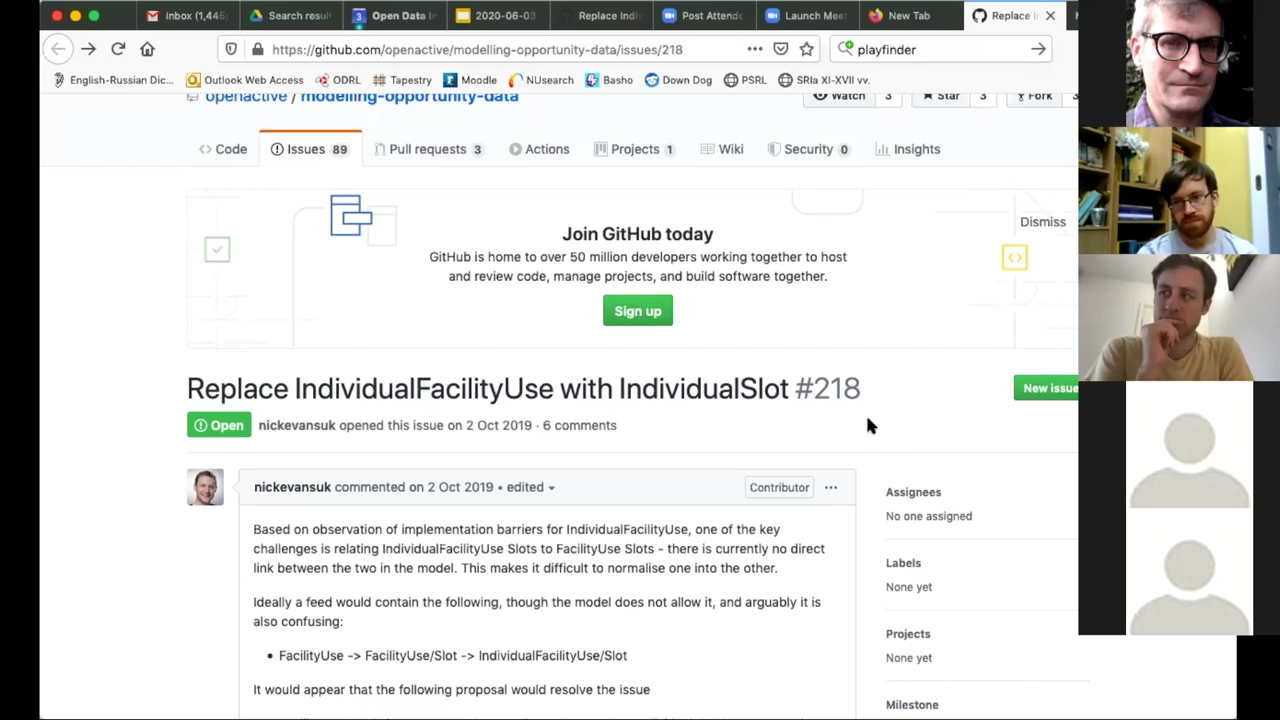 Inbox (1,445
Search resul
Open Data I
2020-06-03
Replace Indi
Post Attend
Launch Mee
New Tab
Replace I
https://github.com/openactive/modelling-opportunity-data/issues/218
playfinder
English-Russian Dic...
Outlook Web Access
ODRL
Tapestry
Moodle
NUsearch
Basho
Down Dog
PSRL
SRIa XI-XVII vv.
openactive / modelling-opportunity-data
Watch 3
Star 3
Fork 3
Code
Issues 89
Pull requests 3
Actions
Projects 1
Wiki
Security 0
Insights
Dismiss
Join GitHub today
GitHub is home to over 50 million developers working together to host
and review code, manage projects, and build software together.
Sign up
Replace IndividualFacilityUse with IndividualSlot #218
New issue
Open nickevansuk opened this issue on 2 Oct 2019 · 6 comments
nickevansuk commented on 2 Oct 2019 • edited
Contributor
Based on observation of implementation barriers for IndividualFacilityUse, one of the key
challenges is relating IndividualFacilityUse Slots to FacilityUse Slots - there is currently no direct
link between the two in the model. This makes it difficult to normalise one into the other.
Ideally a feed would contain the following, though the model does not allow it, and arguably it is
also confusing:
• FacilityUse -> FacilityUse/Slot -> IndividualFacilityUse/Slot
It would appear that the following proposal would resolve the issue
Assignees
No one assigned
Labels
None yet
Projects
None yet
Milestone